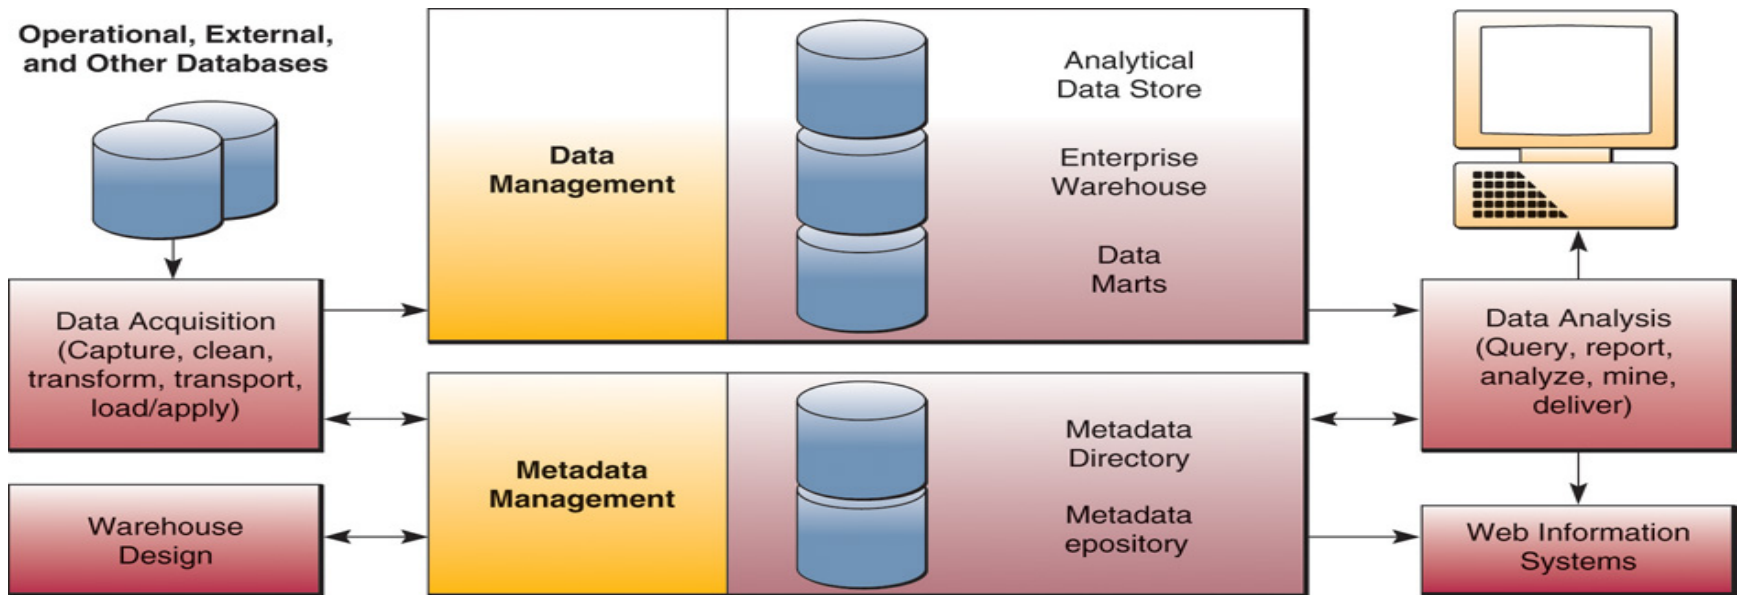 Operational, External,
and Other Databases
Data Acquisition
(Capture, clean,
transform, transport,
load/apply)
Warehouse
Design
Data
Management
Analytical
Data Store
Enterprise
Warehouse
Data
Marts
Metadata
Management
Metadata
Directory
Metadata
epository
Data Analysis
(Query, report,
analyze, mine,
deliver)
Web Information
Systems